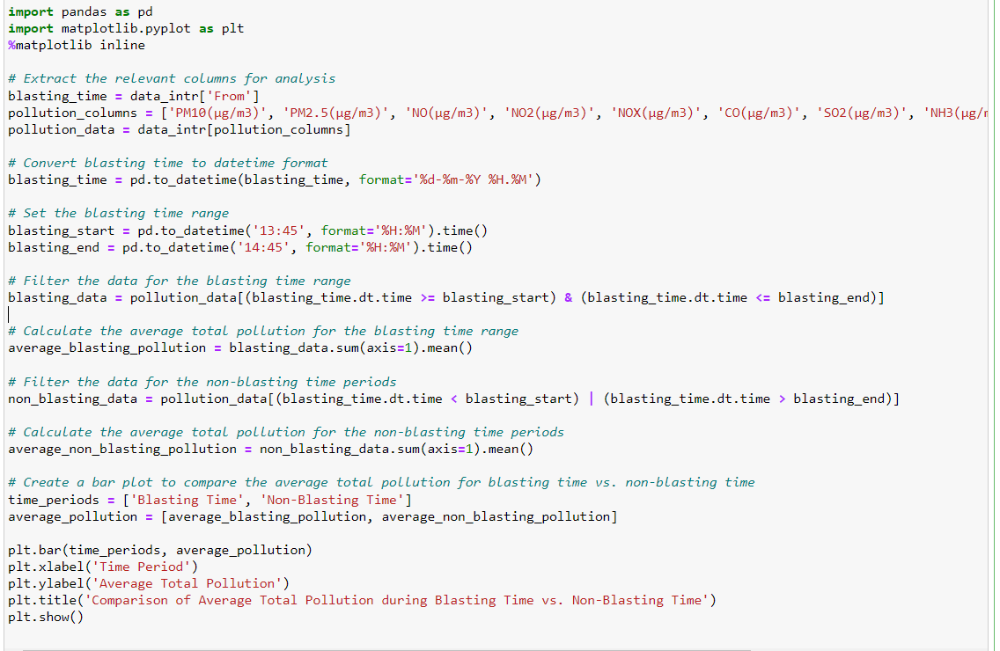 import pandas as pd
import matplotlib.pyplot as plt
%matplotlib inline
# Extract the relevant columns for analysis
blasting_time = data_intr['From']
pollution_columns = ['PM10(µg/m3)', 'PM2.5(µg/m3)', 'NO(µg/m3)', 'NO2(µg/m3)', 'NOX(µg/m3)', 'CO(µg/m3)', 'SO2(µg/m3)', 'NH3(µg/
pollution_data = data_intr[pollution_columns]
# Convert blasting time to datetime format
blasting_time = pd.to_datetime(blasting_time, format='%d-%m-%Y %H.%M')
# Set the blasting time range
blasting_start = pd.to_datetime('13:45', format='%H:%M').time()
blasting_end = pd.to_datetime('14:45', format='%H:%M').time()
# Filter the data for the blasting time range
blasting_data = pollution_data[(blasting_time.dt.time >= blasting_start) & (blasting_time.dt.time <= blasting_end)]
# Calculate the average total pollution for the blasting time range
average_blasting_pollution = blasting_data.sum(axis=1).mean()
# Filter the data for the non-blasting time periods
non_blasting_data = pollution_data[(blasting_time.dt.time < blasting_start) | (blasting_time.dt.time > blasting_end)]
# Calculate the average total pollution for the non-blasting time periods
average_non_blasting_pollution = non_blasting_data.sum(axis=1).mean()
# Create a bar plot to compare the average total pollution for blasting time vs. non-blasting time
time_periods = ['Blasting Time', 'Non-Blasting Time']
average_pollution = [average_blasting_pollution, average_non_blasting_pollution]
plt.bar(time_periods, average_pollution)
plt.xlabel('Time Period')
plt.ylabel('Average Total Pollution')
plt.title('Comparison of Average Total Pollution during Blasting Time vs. Non-Blasting Time')
plt.show()